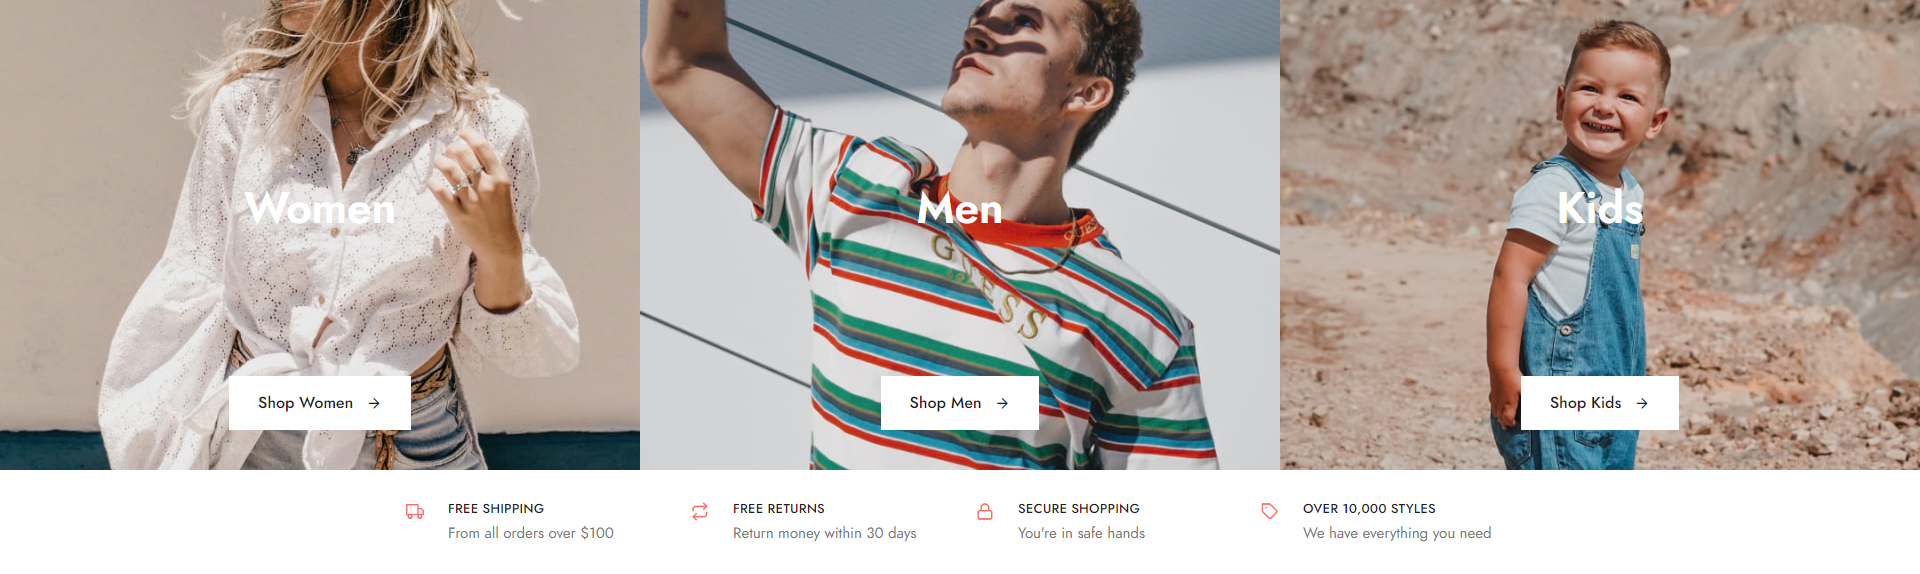 Women
Men
Kids
GUESS
GUESS
Shop Women
Shop Men
Shop Kids
FREE SHIPPING
From all orders over $100
FREE RETURNS
Return money within 30 days
SECURE SHOPPING
You're in safe hands
OVER 10,000 STYLES
We have everything you need